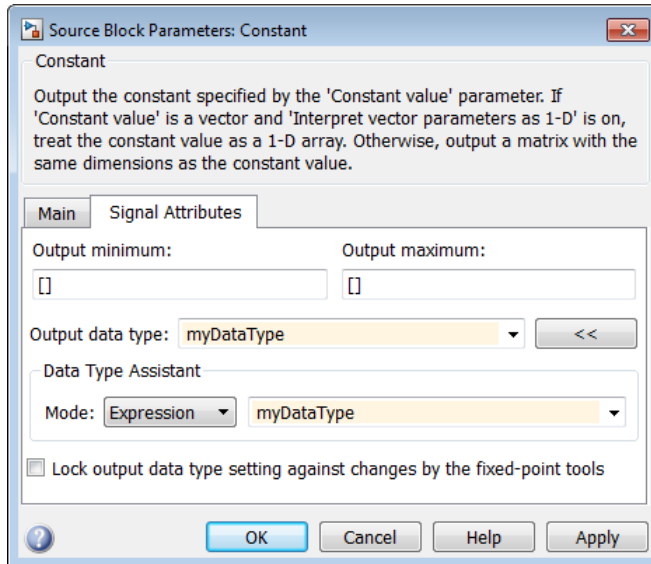 Source Block Parameters: Constant
Constant
Output the constant specified by the 'Constant value' parameter. If
'Constant value' is a vector and 'Interpret vector parameters as 1-D' is on,
treat the constant value as a 1-D array. Otherwise, output a matrix with the
same dimensions as the constant value.
Main Signal Attributes
Output minimum: Output maximum:
[] []
Output data type: myDataType <<
Data Type Assistant
Mode: Expression myDataType
Lock output data type setting against changes by the fixed-point tools
? OK Cancel Help Apply